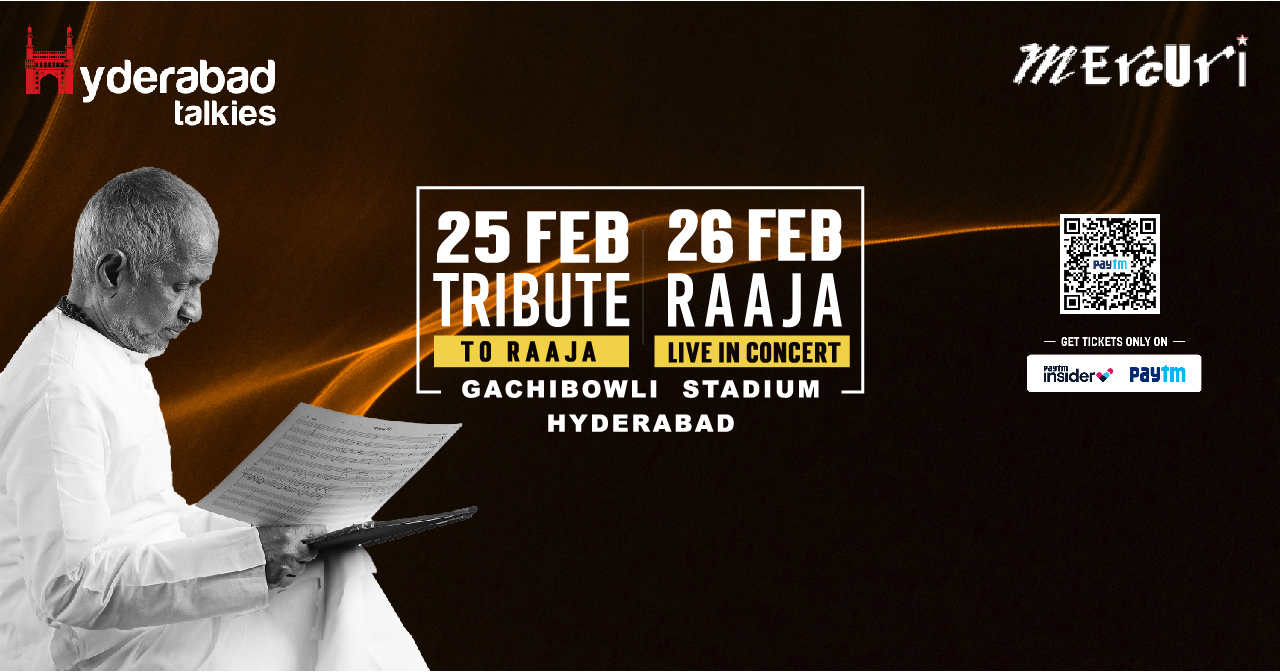 Hyderabad
talkies
MErcUri
25 FEB
TRIBUTE
TO RAAJA
26 FEB
RAAJA
LIVE IN CONCERT
GACHIBOWLI STADIUM
HYDERABAD
paytm
GET TICKETS ONLY ON
paytm
insider
paytm